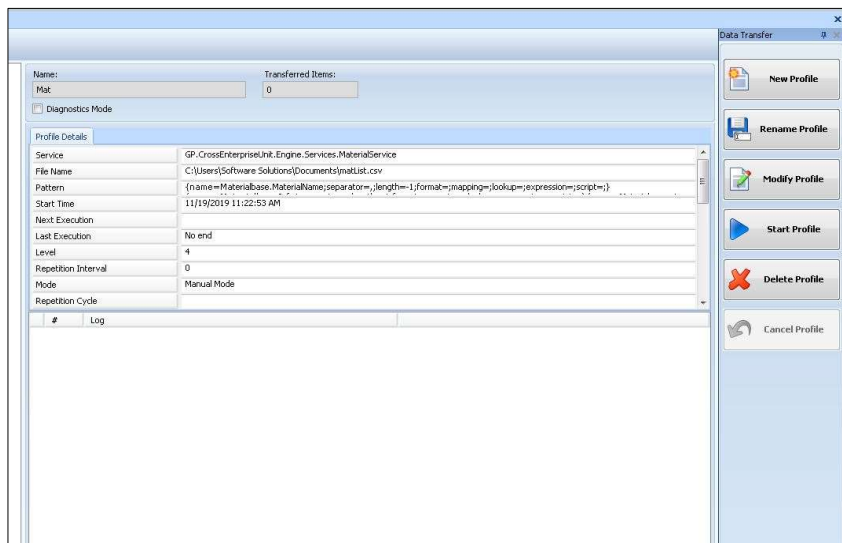 Data Transfer
Name:
Transferred Items:
Mat
0
Diagnostics Mode
Profile Details
Service
GP.CrossEnterpriseUnit.Engine.Services.MaterialService
File Name
C:\Users\Software Solutions\Documents\matList.csv
Pattern
{name=Materialbase.MaterialName;separator=,;length=-1;format=;mapping=;lookup=;expression=;script=;}
Start Time
11/19/2019 11:22:53 AM
Next Execution
Last Execution
No end
Level
4
Repetition Interval
0
Mode
Manual Mode
Repetition Cycle
#
Log
New Profile
Rename Profile
Modify Profile
Start Profile
Delete Profile
Cancel Profile